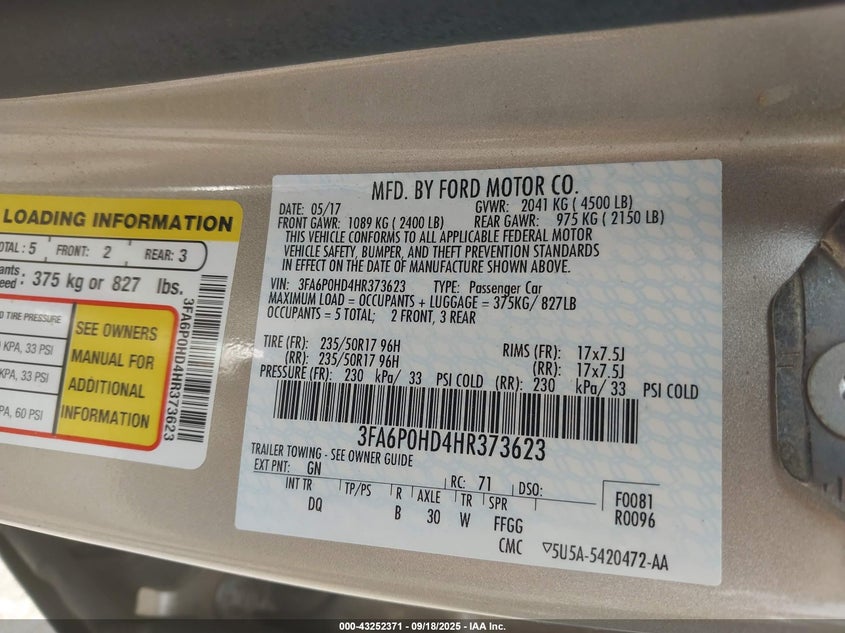 LOADING INFORMATION
OTAL: 5 FRONT: 2 REAR: 3
375 kg or 827 lbs.
TIRE PRESSURE
KPA, 33 PSI
KPA, 33 PSI
PA, 60 PSI
SEE OWNERS
MANUAL FOR
ADDITIONAL
INFORMATION
3FA6P0HD4HR373623
MFD. BY FORD MOTOR CO.
DATE: 05/17 GVWR: 2041 KG ( 4500 LB)
FRONT GAWR: 1089 KG ( 2400 LB) REAR GAWR: 975 KG ( 2150 LB)
THIS VEHICLE CONFORMS TO ALL APPLICABLE FEDERAL MOTOR
VEHICLE SAFETY, BUMPER, AND THEFT PREVENTION STANDARDS
IN EFFECT ON THE DATE OF MANUFACTURE SHOWN ABOVE.
VIN: 3FA6P0HD4HR373623 TYPE: Passenger Car
MAXIMUM LOAD = OCCUPANTS + LUGGAGE = 375KG/ 827LB
OCCUPANTS = 5 TOTAL; 2 FRONT, 3 REAR
TIRE (FR): 235/50R17 96H RIMS (FR): 17x7.5J
(RR): 235/50R17 96H (RR): 17x7.5J
PRESSURE (FR): 230 kPa/ 33 PSI COLD (RR): 230 kPa/ 33 PSI COLD
3FA6P0HD4HR373623
TRAILER TOWING - SEE OWNER GUIDE
EXT PNT: GN RC: 71 DSO: F0081
INT TR TP/PS R AXLE TR SPR R0096
DQ B 30 W FFGG
CMC ▽5U5A-5420472-AA
000-43252371 - 09/18/2025 - IAA Inc.